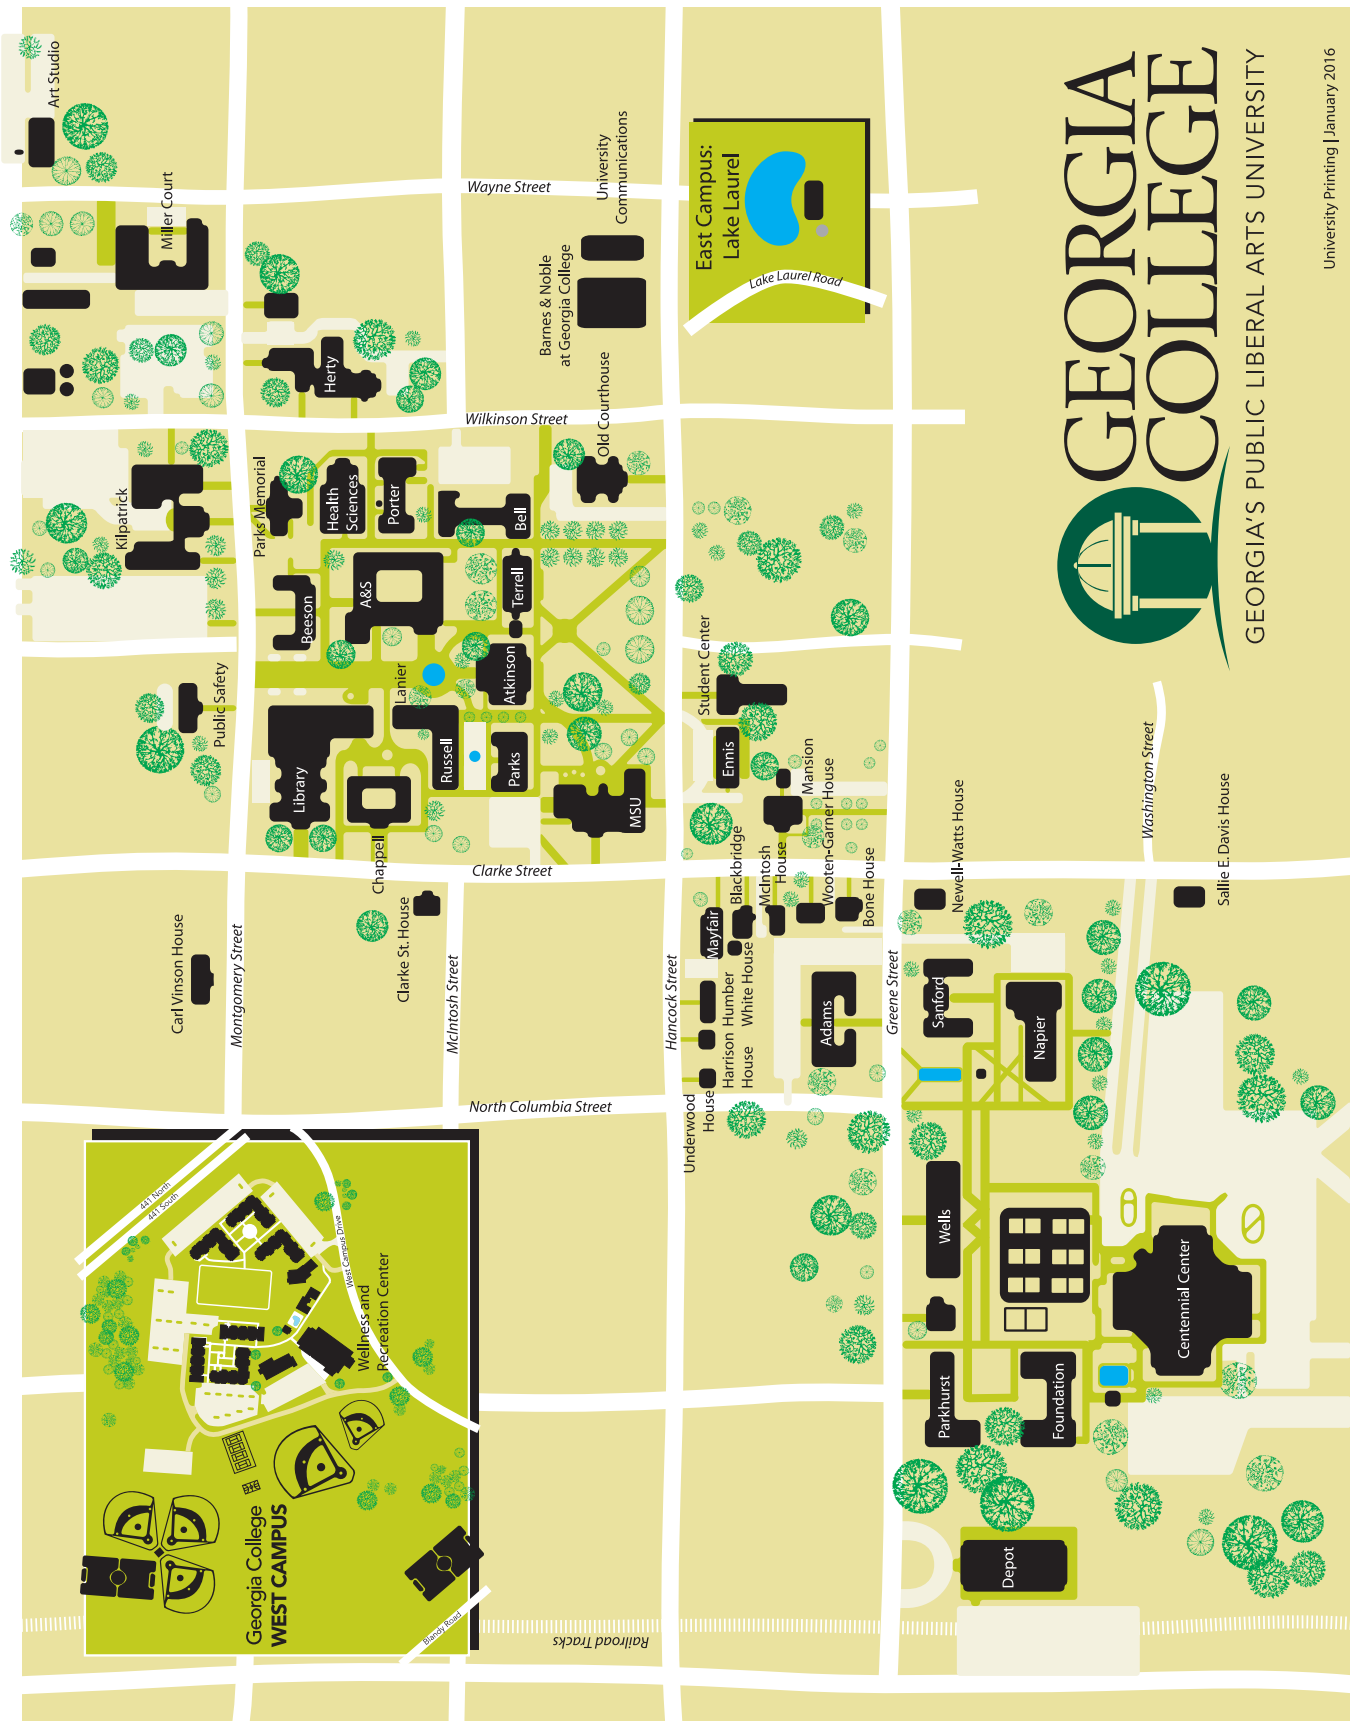 Art Studio
Miller Court
Wayne Street
University
Communications
Barnes & Noble
at Georgia College
East Campus:
Lake Laurel
Lake Laurel Road
GEORGIA
COLLEGE
GEORGIA'S PUBLIC LIBERAL ARTS UNIVERSITY
University Printing | January 2016
Herty
Wilkinson Street
Old Courthouse
Kilpatrick
Parks Memorial
Health
Sciences
Porter
Bell
Beeson
A&S
Terrell
Public Safety
Lanier
Atkinson
Student Center
Library
Russell
Parks
MSU
Ennis
Mansion
Chappell
Clarke Street
Blackbridge
McIntosh
House
Wooten-Garner House
Bone House
Newell-Watts House
Washington Street
Sallie E. Davis House
Carl Vinson House
Montgomery Street
Clarke St. House
McIntosh Street
Hancock Street
Mayfair
Humber
White House
Harrison
House
Underwood
House
Adams
Greene Street
Sanford
Napier
North Columbia Street
441 North
441 South
West Campus Drive
Wellness and
Recreation Center
Georgia College
WEST CAMPUS
Blandy Road
Railroad Tracks
Wells
Centennial Center
Parkhurst
Foundation
Depot